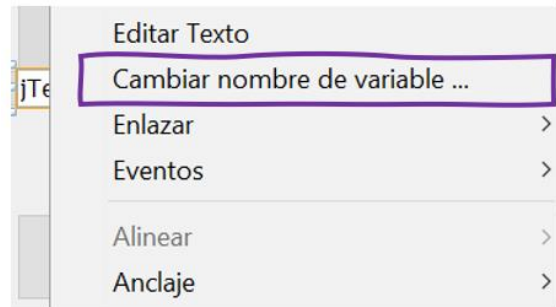 Editar Texto
Cambiar nombre de variable ...
jTe
Enlazar
Eventos
Alinear
Anclaje